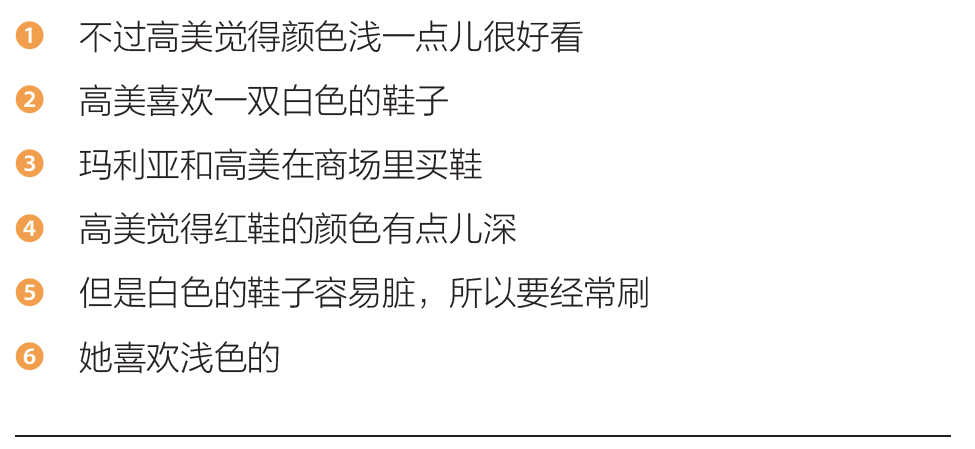 1 不过高美觉得颜色浅一点儿很好看
2 高美喜欢一双白色的鞋子
3 玛利亚和高美在商场里买鞋
4 高美觉得红鞋的颜色有点儿深
5 但是白色的鞋子容易脏，所以要经常刷
6 她喜欢浅色的